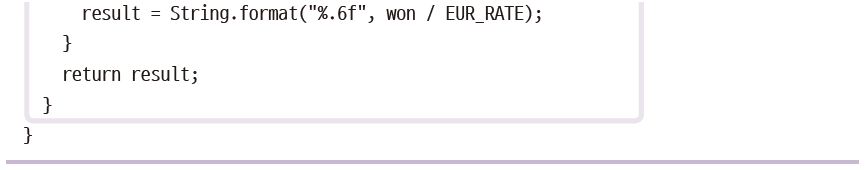 result = String.format("%.6f", won / EUR_RATE);
}
return result;
}
}